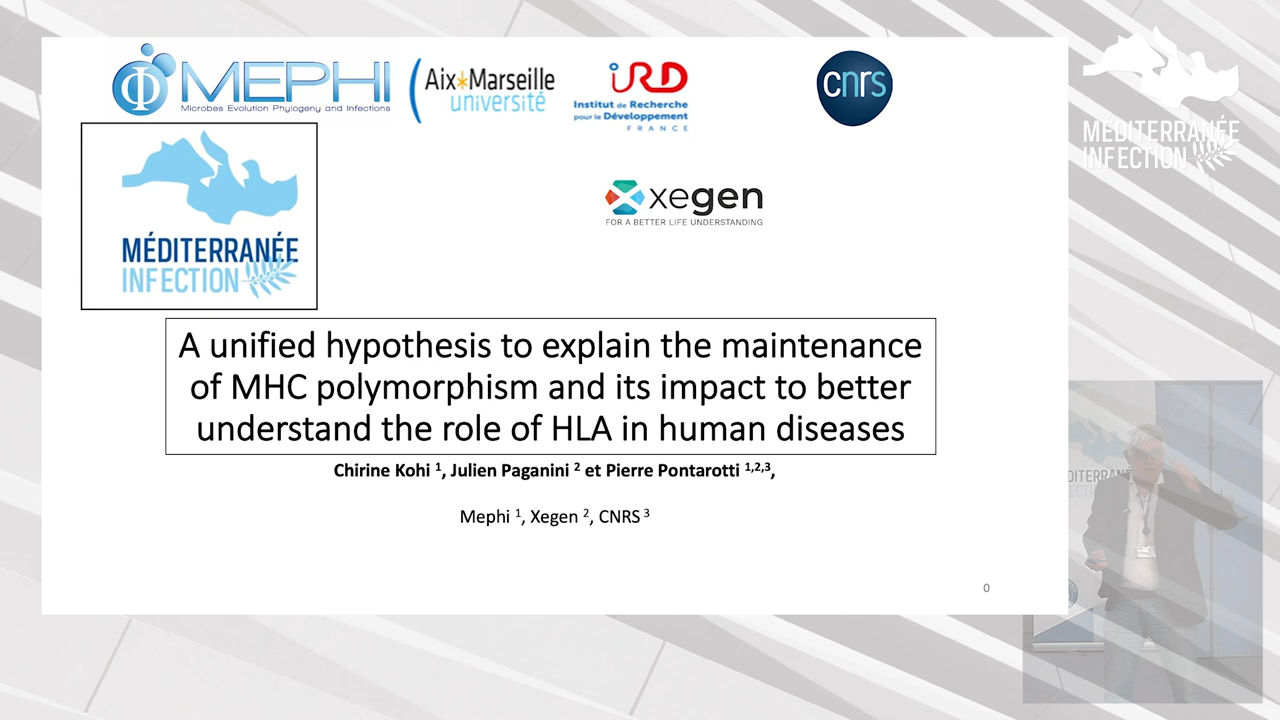 MEPHI
Microbes Evolution Phylogeny and Infections
Aix*Marseille
université
IRD
Institut de Recherche
pour le Développement
FRANCE
cnrs
MÉDITERRANÉE
INFECTION
xegen
FOR A BETTER LIFE UNDERSTANDING
MÉDITERRANÉE
INFECTION
A unified hypothesis to explain the maintenance
of MHC polymorphism and its impact to better
understand the role of HLA in human diseases
Chirine Kohi 1, Julien Paganini 2 et Pierre Pontarotti 1,2,3,
Mephi 1, Xegen 2, CNRS 3
0